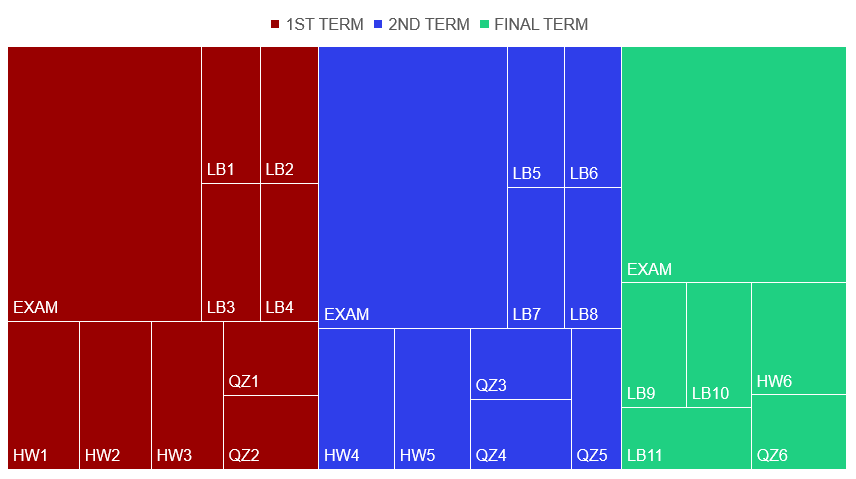 1ST TERM 2ND TERM FINAL TERM
LB1 LB2
LB5 LB6
EXAM
EXAM LB3 LB4
EXAM LB7 LB8
QZ1
QZ3
HW6
LB9 LB10
HW1 HW2 HW3 QZ2
HW4 HW5 QZ4 QZ5
LB11 QZ6